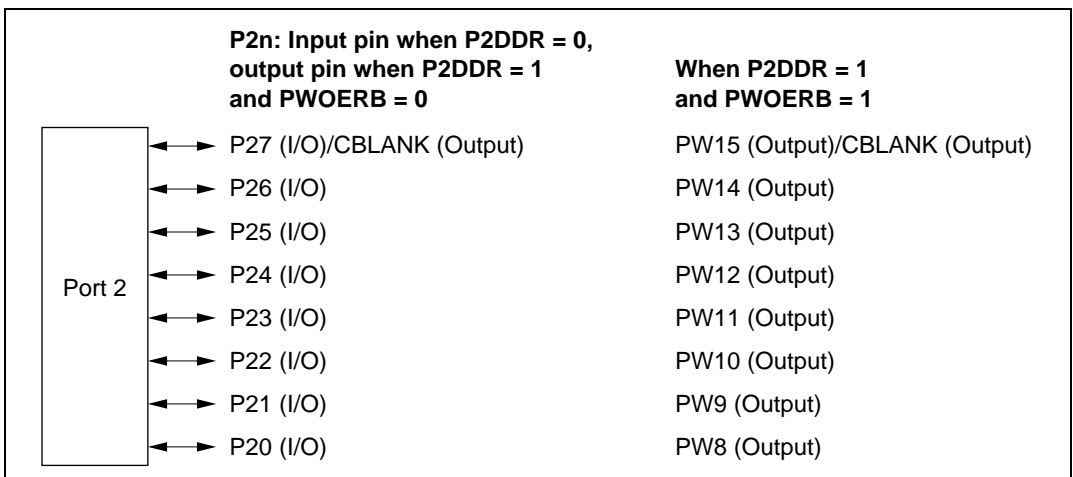 P2n: Input pin when P2DDR = 0,
output pin when P2DDR = 1
and PWOERB = 0
When P2DDR = 1
and PWOERB = 1
Port 2
P27 (I/O)/CBLANK (Output) PW15 (Output)/CBLANK (Output)
P26 (I/O) PW14 (Output)
P25 (I/O) PW13 (Output)
P24 (I/O) PW12 (Output)
P23 (I/O) PW11 (Output)
P22 (I/O) PW10 (Output)
P21 (I/O) PW9 (Output)
P20 (I/O) PW8 (Output)